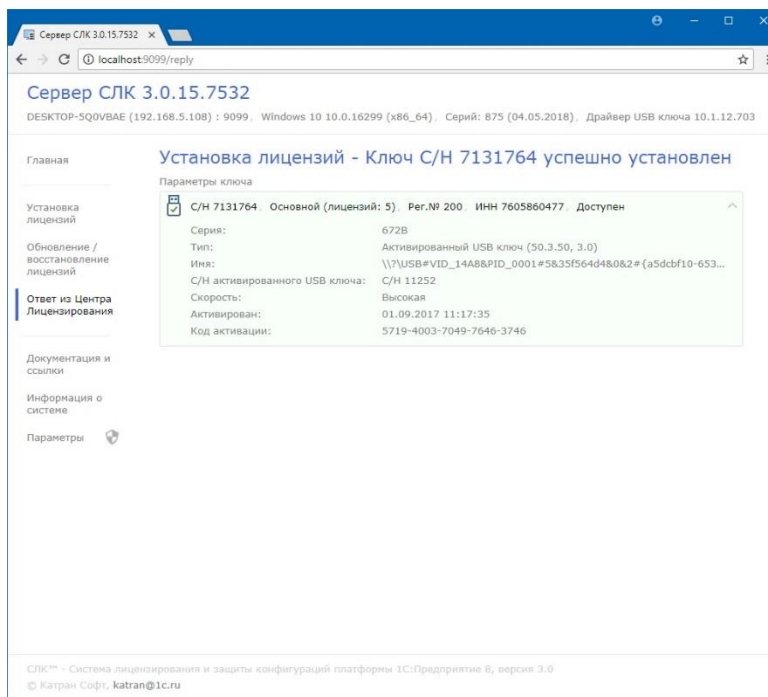 Сервер СЛК 3.0.15.7532
localhost:9099/reply
Сервер СЛК 3.0.15.7532
DESKTOP-5Q0VBAE (192.168.5.108) : 9099, Windows 10 10.0.16299 (x86_64), Серий: 875 (04.05.2018), Драйвер USB ключа 10.1.12.703
Главная
Установка лицензий
Обновление / восстановление лицензий
Ответ из Центра Лицензирования
Документация и ссылки
Информация о системе
Параметры
Установка лицензий - Ключ С/Н 7131764 успешно установлен
Параметры ключа
С/Н 7131764, Основной (лицензий: 5), Рег.№ 200, ИНН 7605860477, Доступен
Серия: 672B
Тип: Активированный USB ключ (50.3.50, 3.0)
Имя: \\?\USB#VID_14A8&PID_0001#5&35f564d4&0&2#{a5dcbf10-653...
С/Н активированного USB ключа: С/Н 11252
Скорость: Высокая
Активирован: 01.09.2017 11:17:35
Код активации: 5719-4003-7049-7646-3746
СЛК™ - Система лицензирования и защиты конфигураций платформы 1С:Предприятие 8, версия 3.0
© Катран Софт, katran@1c.ru